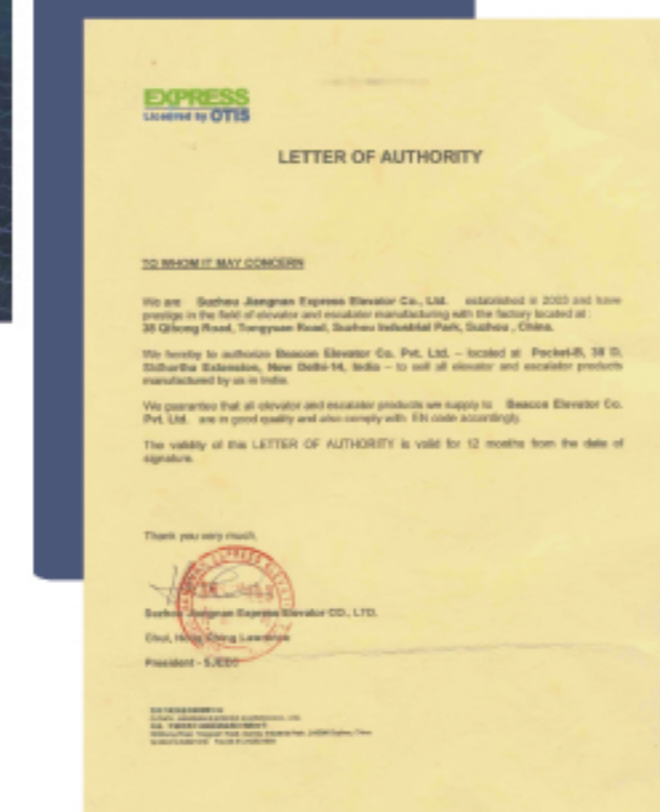 EXPRESS
Licensed by OTIS
LETTER OF AUTHORITY
TO WHOM IT MAY CONCERN
We are Suzhou Jiangnan Express Elevator Co., Ltd. established in 2003 and have
prestige in the field of elevator and escalator manufacturing with the factory located at :
Road, Tongyuan Road, Suzhou Industrial Park, Suzhou , China.
We hereby to authorize Beacon Elevator Co. Pvt. Ltd. – located at Pocket-B, 38 D,
Sidhartha Extension, New Delhi-14, India – to sell all elevator and escalator products
manufactured by us in India.
We guarantee that all elevator and escalator products we supply to Beacon Elevator Co.
Pvt. Ltd. are in good quality and also comply with EN code accordingly.
The validity of this LETTER OF AUTHORITY is valid for 12 months from the date of
signature.
Thank you very much,
EXPRESS
Suzhou Jiangnan Express Elevator CO., LTD.
President - SJEEC